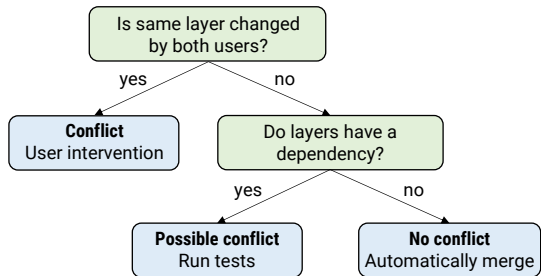 Is same layer changed
by both users?
yes
no
Conflict
User intervention
Do layers have a
dependency?
yes
no
Possible conflict
Run tests
No conflict
Automatically merge